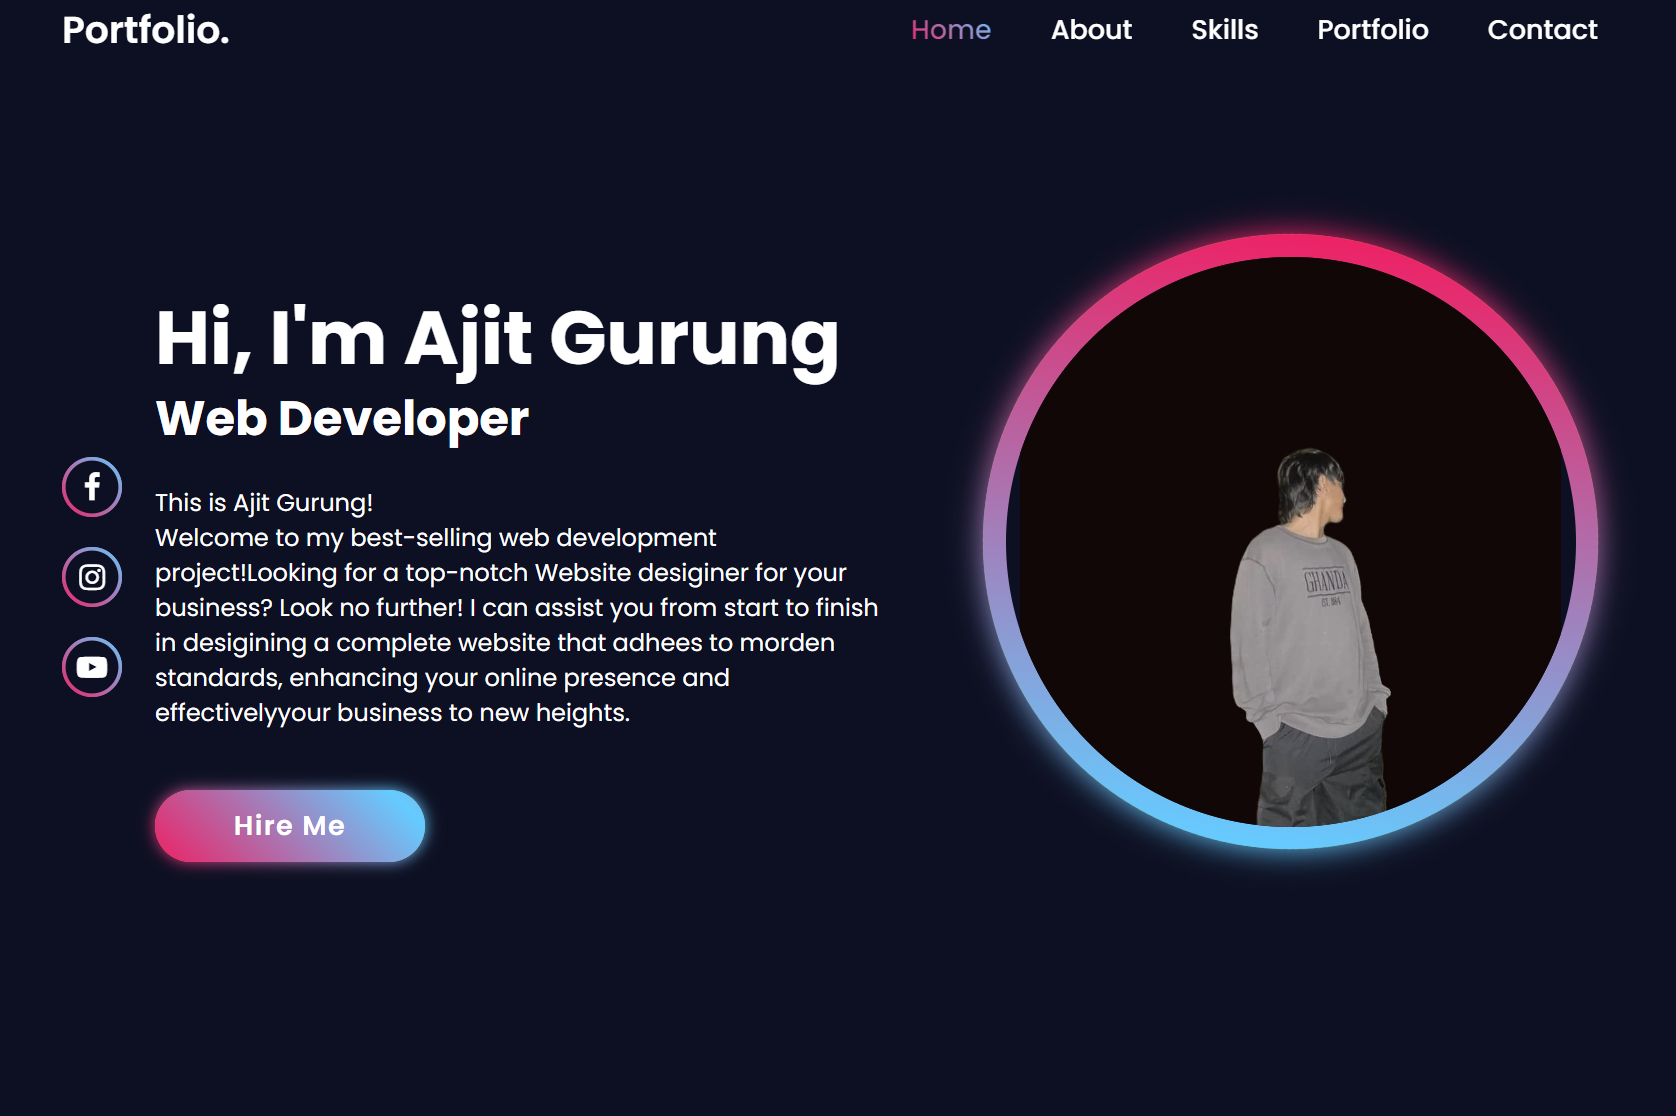 Portfolio.
Home About Skills Portfolio Contact
Hi, I'm Ajit Gurung
Web Developer
This is Ajit Gurung!
Welcome to my best-selling web development
project!Looking for a top-notch Website desiginer for your
business? Look no further! I can assist you from start to finish
in desigining a complete website that adhees to morden
standards, enhancing your online presence and
effectivelyyour business to new heights.
Hire Me
GHANDA
EST. 1984